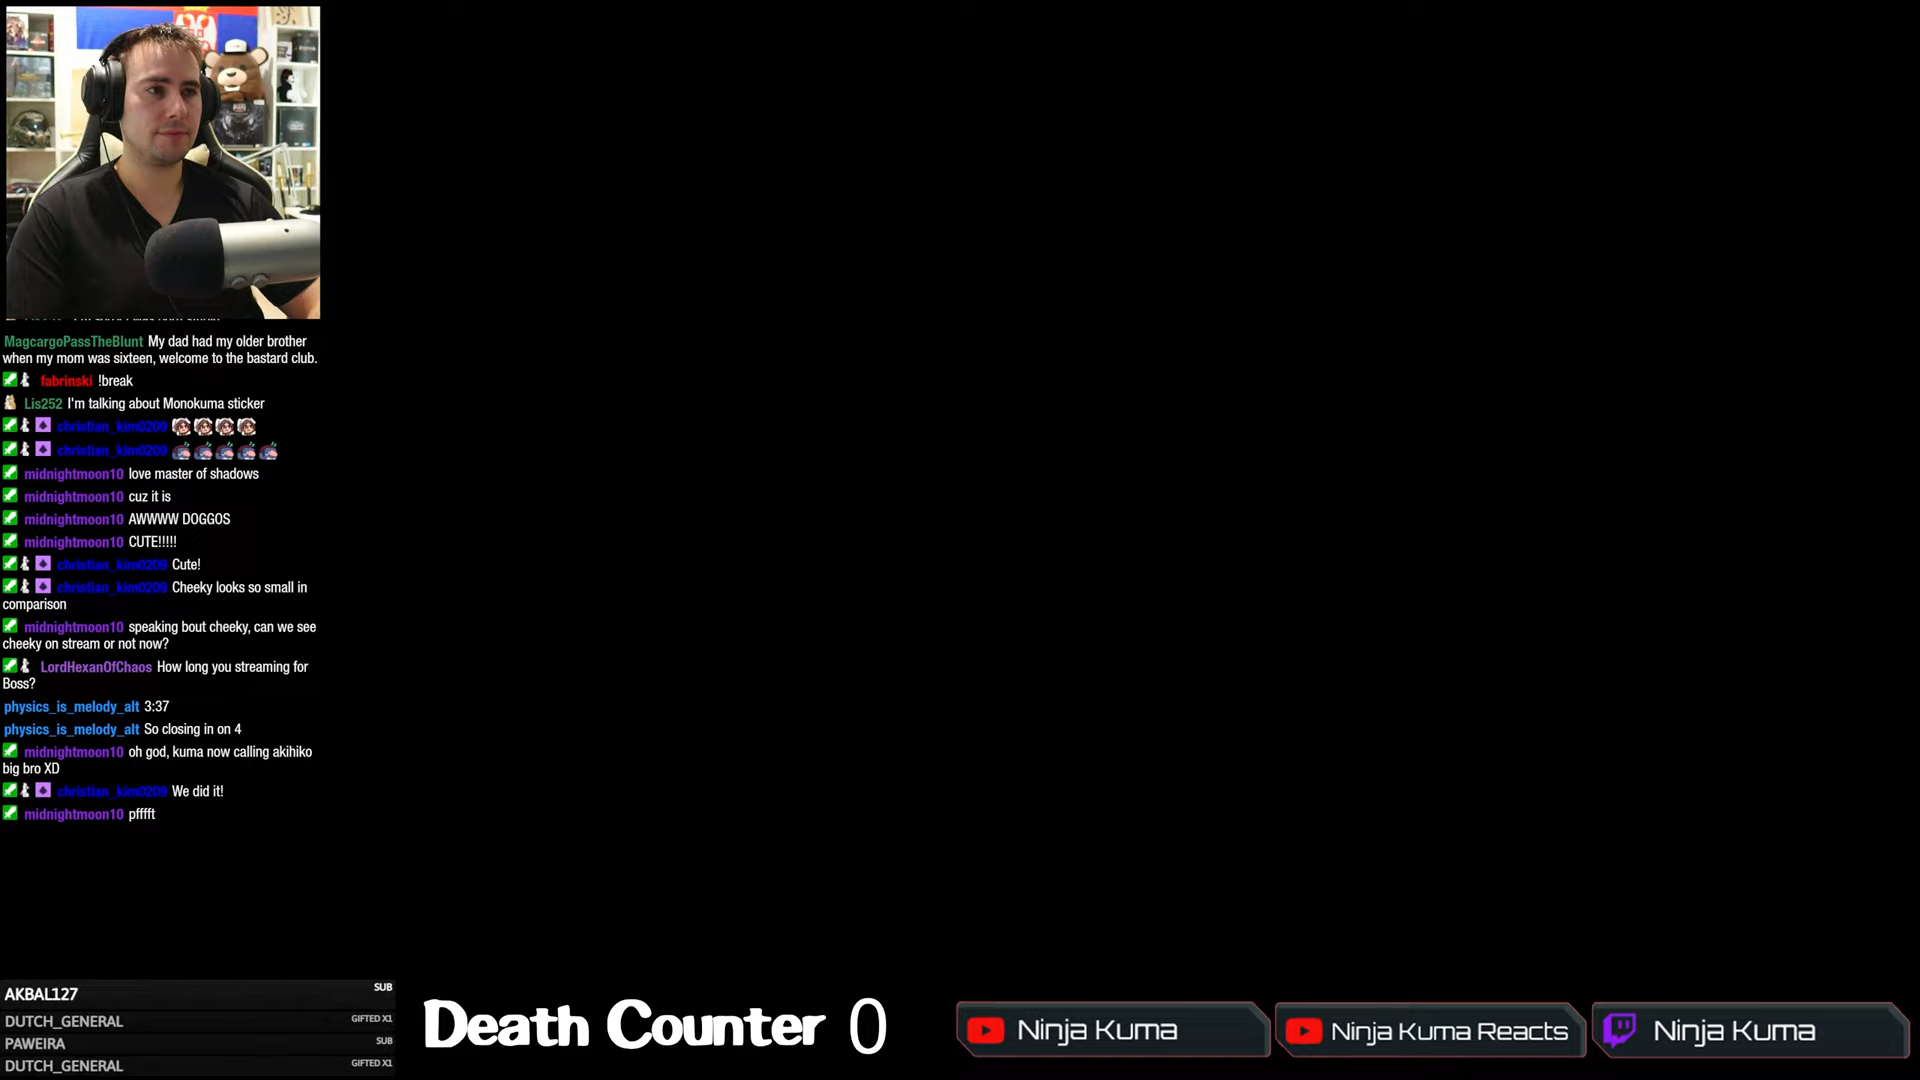 MagcargoPassTheBlunt My dad had my older brother
when my mom was sixteen, welcome to the bastard club.
fabrinski !break
Lis252 I'm talking about Monokuma sticker
christian_kim0209
christian_kim0209
midnightmoon10 love master of shadows
midnightmoon10 cuz it is
midnightmoon10 AWWWW DOGGOS
midnightmoon10 CUTE!!!!!
christian_kim0209 Cute!
christian_kim0209 Cheeky looks so small in
comparison
midnightmoon10 speaking bout cheeky, can we see
cheeky on stream or not now?
LordHexanOfChaos How long you streaming for
Boss?
physics_is_melody_alt 3:37
physics_is_melody_alt So closing in on 4
midnightmoon10 oh god, kuma now calling akihiko
big bro XD
christian_kim0209 We did it!
midnightmoon10 pfffft
AKBAL127 SUB
DUTCH_GENERAL GIFTED X1
PAWEIRA SUB
DUTCH_GENERAL GIFTED X1
Death Counter 0
Ninja Kuma
Ninja Kuma Reacts
Ninja Kuma